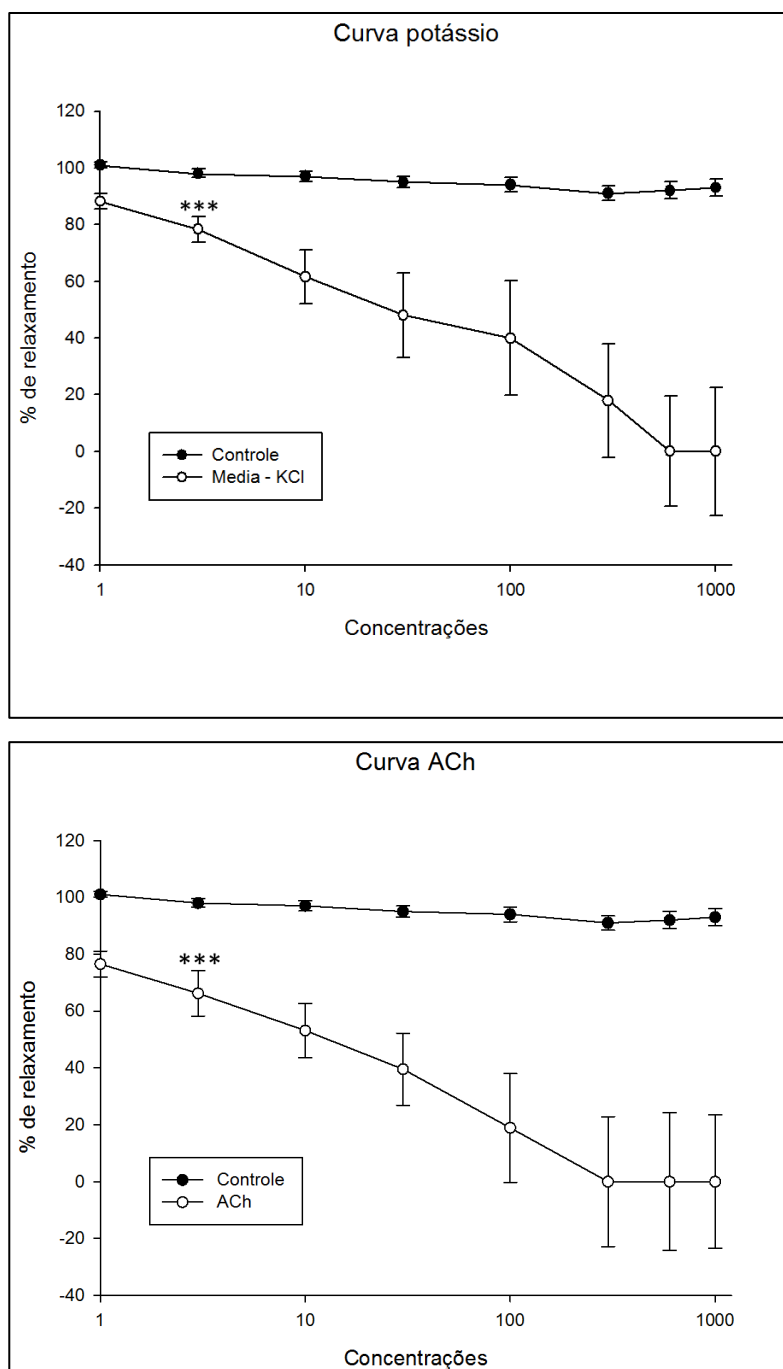 Curva potássio
120
100
80
60
40
20
0
-20
-40
% de relaxamento
***
Controle
Media - KCl
1
10
100
1000
Concentrações
Curva ACh
120
100
80
60
40
20
0
-20
-40
% de relaxamento
***
Controle
ACh
1
10
100
1000
Concentrações